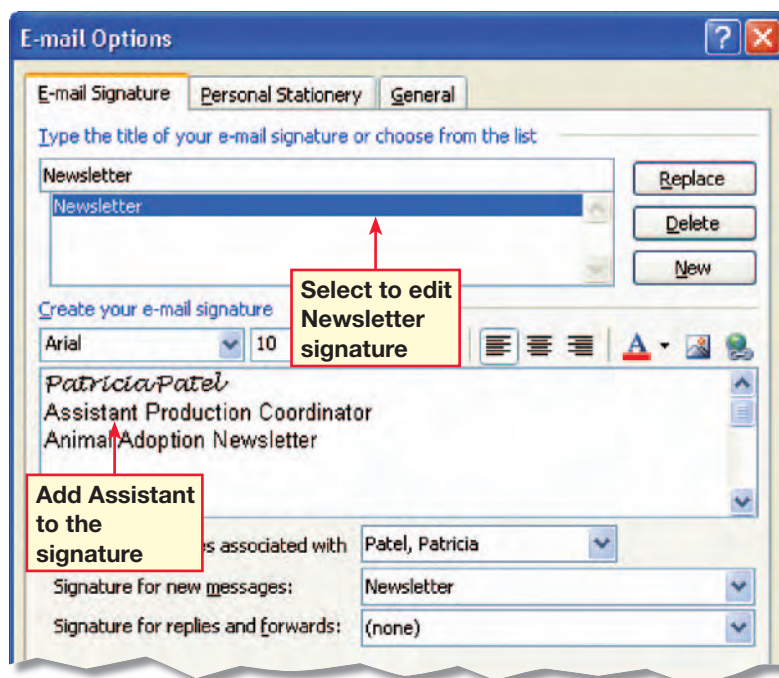 E-mail Options
E-mail Signature Personal Stationery General
Type the title of your e-mail signature or choose from the list
Newsletter
Replace
Newsletter
Delete
New
Select to edit
Newsletter
signature
Create your e-mail signature
Arial 10
A
Patricia Patel
Assistant Production Coordinator
Animal Adoption Newsletter
Add Assistant
to the
signature
associated with Patel, Patricia
Signature for new messages: Newsletter
Signature for replies and forwards: (none)